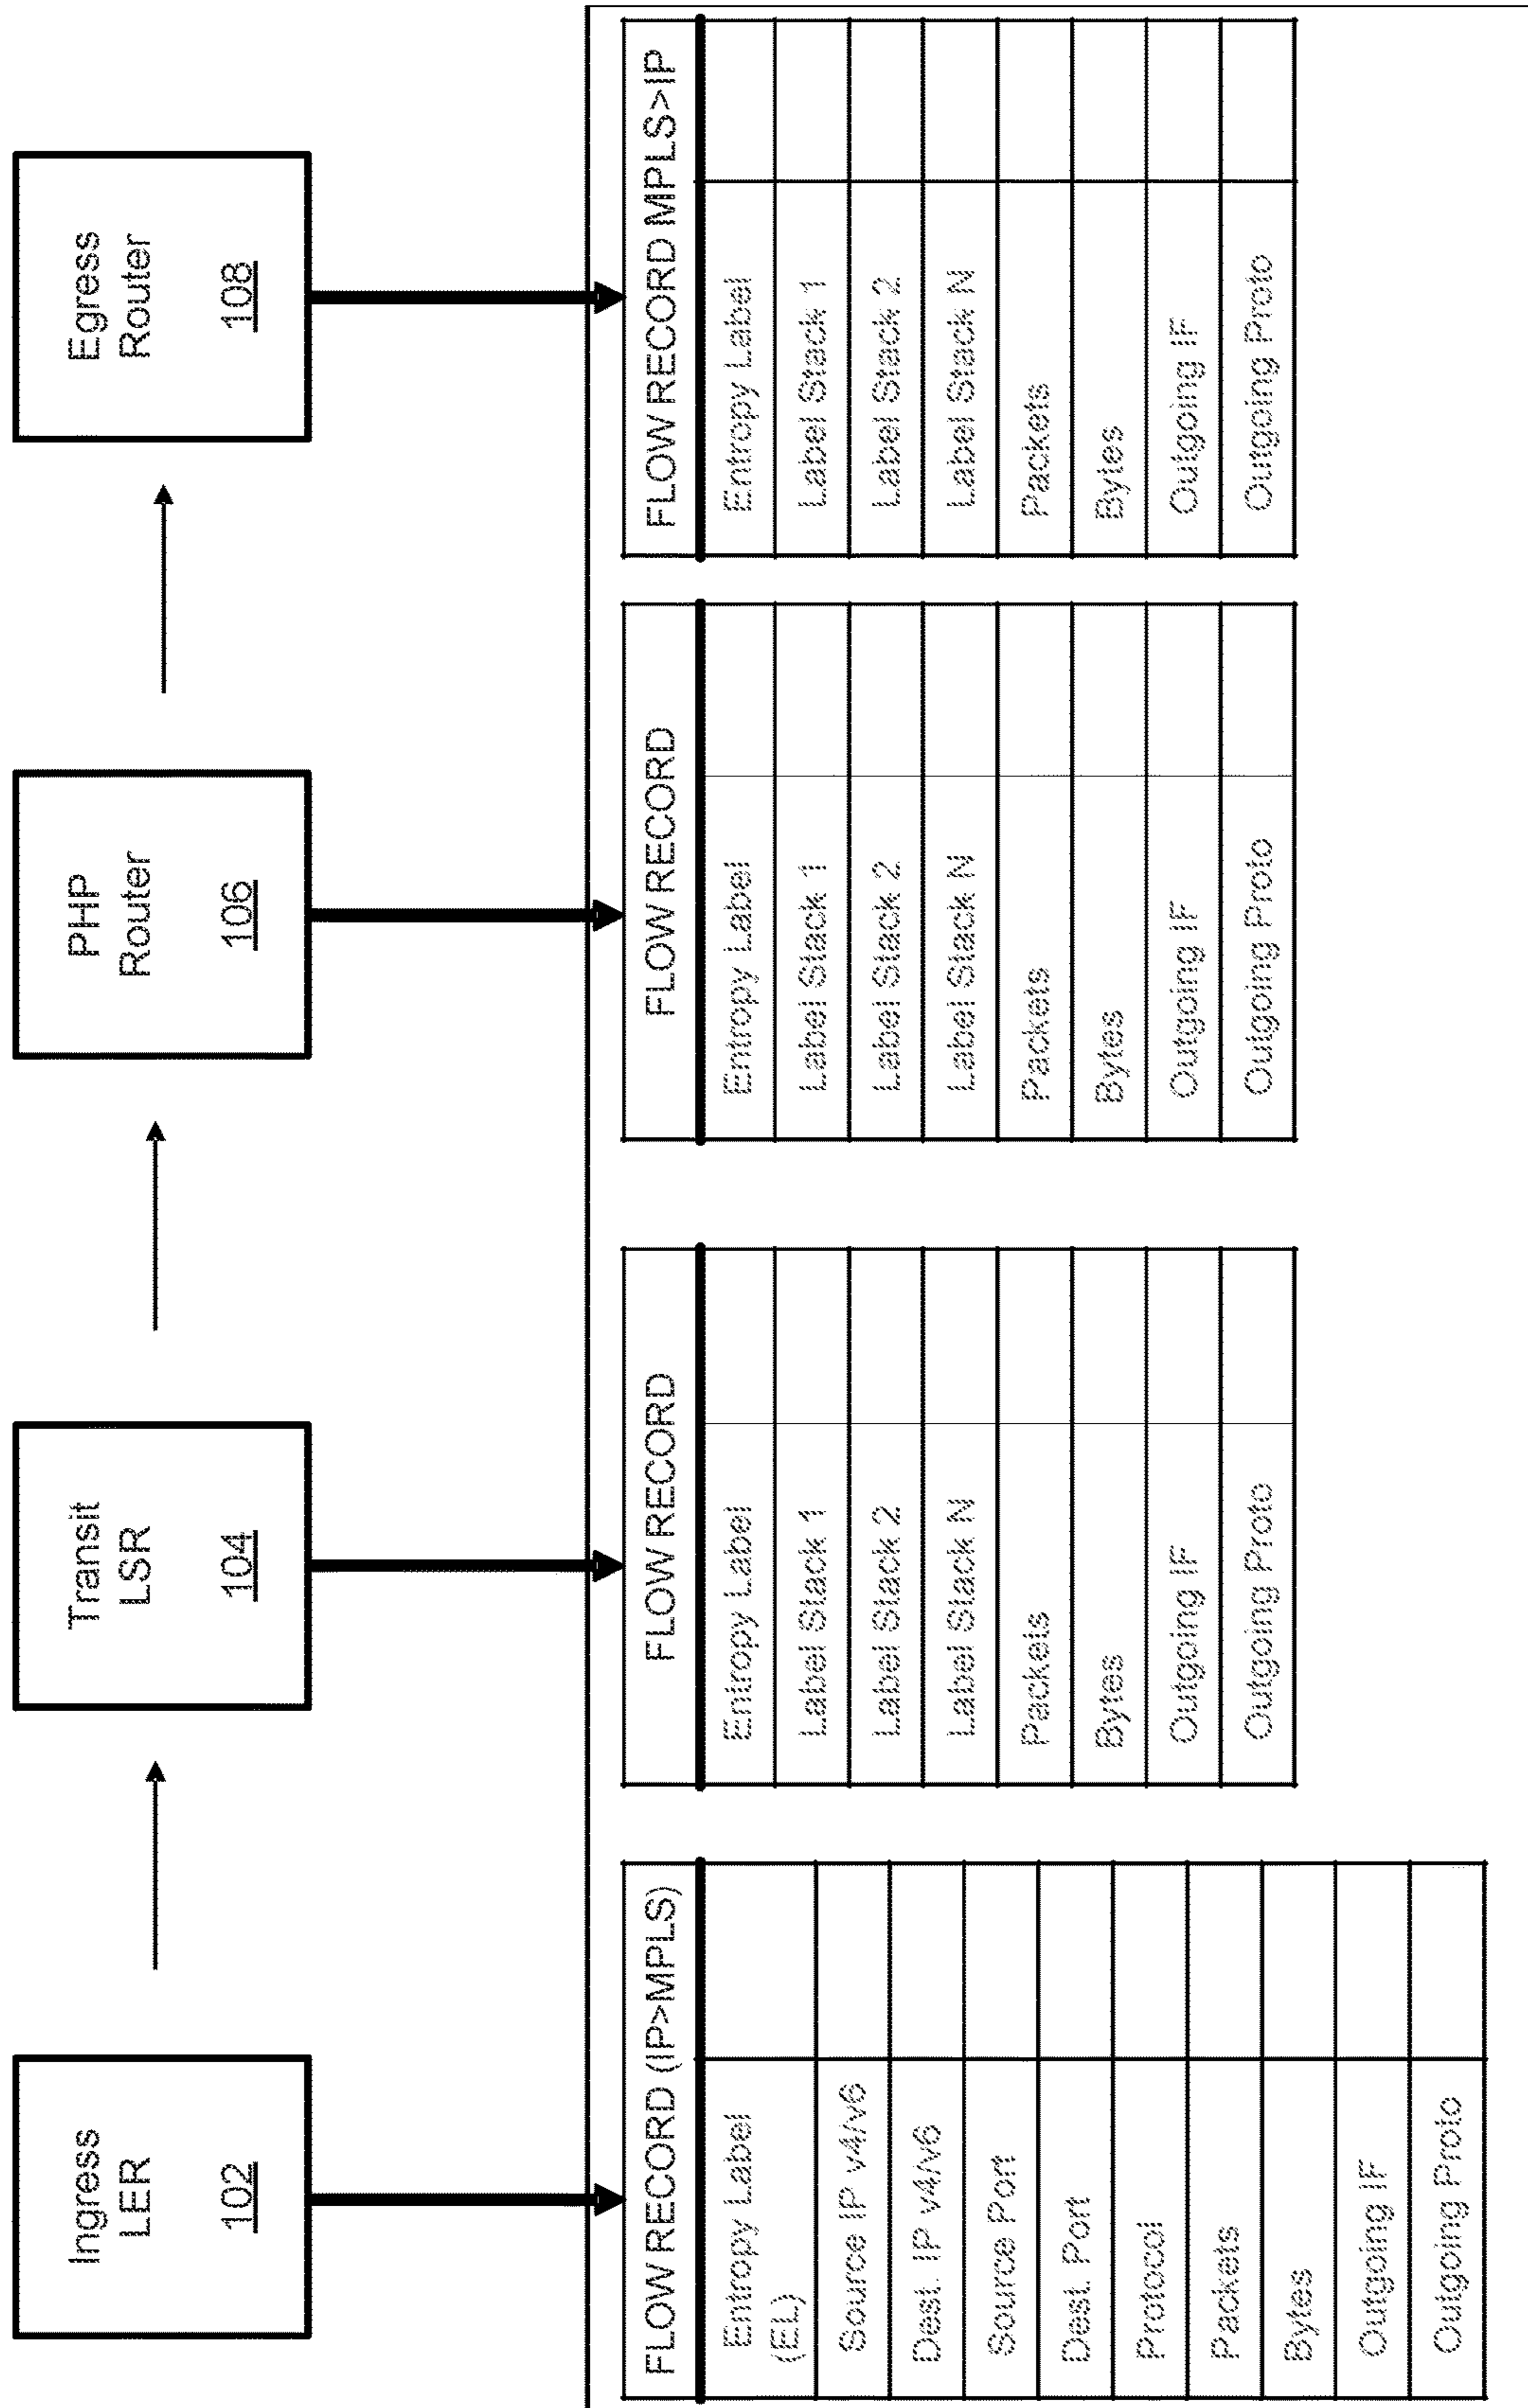 Ingress
LER
102
Transit
LSR
104
PHP
Router
106
Egress
Router
108
FLOW RECORD (IP>MPLS)
Entropy Label
(EL)
Source IP v4/v6
Dest. IP v4/v6
Source Port
Dest. Port
Protocol
Packets
Bytes
Outgoing IF
Outgoing Proto
FLOW RECORD
Entropy Label
Label Stack 1
Label Stack 2
Label Stack N
Packets
Bytes
Outgoing IF
Outgoing Proto
FLOW RECORD
Entropy Label
Label Stack 1
Label Stack 2
Label Stack N
Packets
Bytes
Outgoing IF
Outgoing Proto
FLOW RECORD MPLS>IP
Entropy Label
Label Stack 1
Label Stack 2
Label Stack N
Packets
Bytes
Outgoing IF
Outgoing Proto